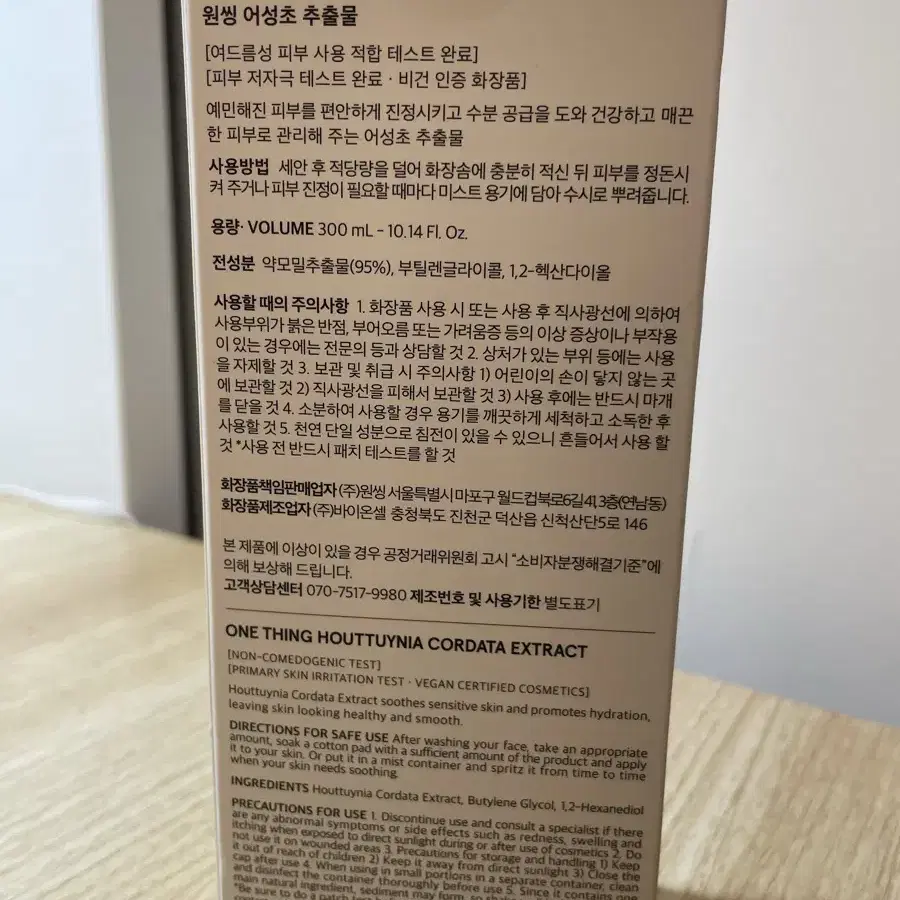 원씽 어성초 추출물
[여드름성 피부 사용 적합 테스트 완료]
[피부 저자극 테스트 완료 · 비건 인증 화장품]
예민해진 피부를 편안하게 진정시키고 수분 공급을 도와 건강하고 매끈
한 피부로 관리해 주는 어성초 추출물
사용방법 세안 후 적당량을 덜어 화장솜에 충분히 적신 뒤 피부를 정돈시
켜 주거나 피부 진정이 필요할 때마다 미스트 용기에 담아 수시로 뿌려줍니다.
용량· VOLUME 300 mL - 10.14 Fl. Oz.
전성분 약모밀추출물(95%), 부틸렌글라이콜, 1,2-헥산다이올
사용할 때의 주의사항 1. 화장품 사용 시 또는 사용 후 직사광선에 의하여
사용부위가 붉은 반점, 부어오름 또는 가려움증 등의 이상 증상이나 부작용
이 있는 경우에는 전문의 등과 상담할 것 2. 상처가 있는 부위 등에는 사용
을 자제할 것 3. 보관 및 취급 시 주의사항 1) 어린이의 손이 닿지 않는 곳
에 보관할 것 2) 직사광선을 피해서 보관할 것 3) 사용 후에는 반드시 마개
를 닫을 것 4. 소분하여 사용할 경우 용기를 깨끗하게 세척하고 소독한 후
사용할 것 5. 천연 단일 성분으로 침전이 있을 수 있으니 흔들어서 사용 할
것 *사용 전 반드시 패치 테스트를 할 것
화장품책임판매업자 (주)원씽 서울특별시 마포구 월드컵북로6길 41, 3층(연남동)
화장품제조업자 (주)바이온셀 충청북도 진천군 덕산읍 신척산단5로 146
본 제품에 이상이 있을 경우 공정거래위원회 고시 “소비자분쟁해결기준”에
의해 보상해 드립니다.
고객상담센터 070-7517-9980 제조번호 및 사용기한 별도표기
ONE THING HOUTTUYNIA CORDATA EXTRACT
[NON-COMEDOGENIC TEST]
[PRIMARY SKIN IRRITATION TEST · VEGAN CERTIFIED COSMETICS]
Houttuynia Cordata Extract soothes sensitive skin and promotes hydration,
leaving skin looking healthy and smooth.
DIRECTIONS FOR SAFE USE After washing your face, take an appropriate
amount, soak a cotton pad with a sufficient amount of the product and apply
it to your skin. Or put it in a mist container and spritz it from time to time
when your skin needs soothing.
INGREDIENTS Houttuynia Cordata Extract, Butylene Glycol, 1,2-Hexanediol
PRECAUTIONS FOR USE 1. Discontinue use and consult a specialist if there
are any abnormal symptoms or side effects such as redness, swelling and
itching when exposed to direct sunlight during or after use of cosmetics 2. Do
not use it on wounded areas 3. Precautions for storage and handling 1) Keep
it out of reach of children 2) Keep it away from direct sunlight 3) Close the
cap after use 4. When using in small portions in a separate container, clean
and disinfect the container thoroughly before use 5. Since it contains one
main natural ingredient, sediment may form, so
*Be sure to do a patch test